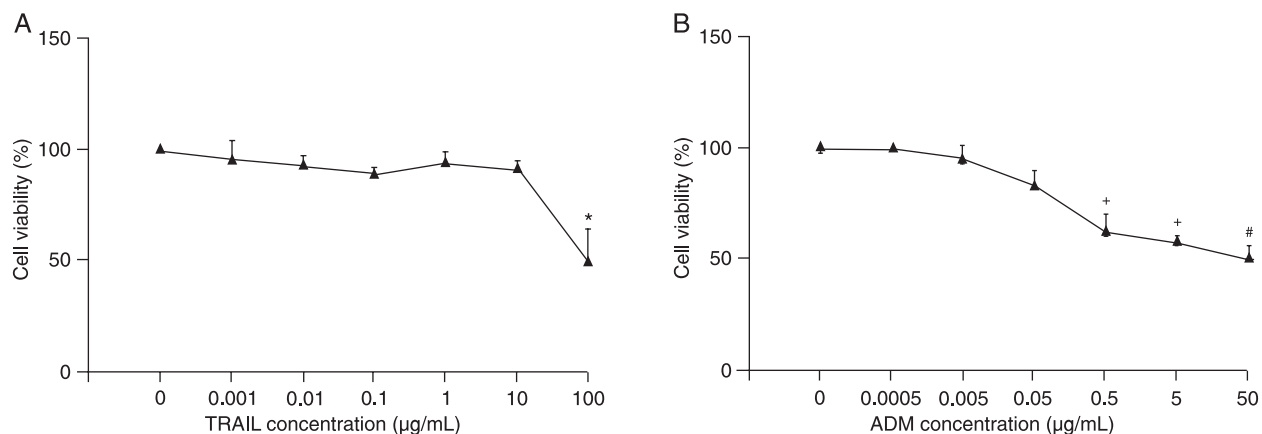 A
150
100
50
0
Cell viability (%)
*
0 0.001 0.01 0.1 1 10 100
TRAIL concentration (µg/mL)
B
150
100
50
0
Cell viability (%)
+ + #
0 0.0005 0.005 0.05 0.5 5 50
ADM concentration (µg/mL)